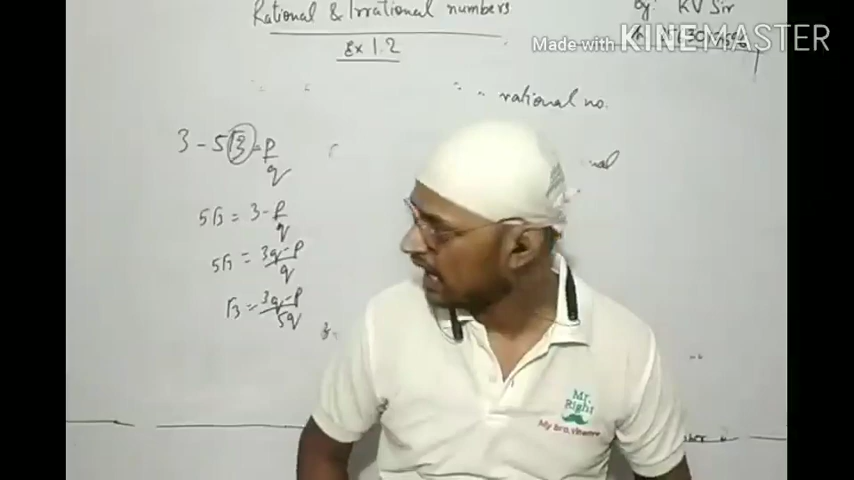 Rational & Irrational numbers
by: KV Sir
Ex 1.2
Made with KINEMASTER
rational no.
3 - 5√3 = p/q
5√3 = 3 - p/q
5√3 = 3q-p/q
√3 = 3q-p/5q
Mr.
Right